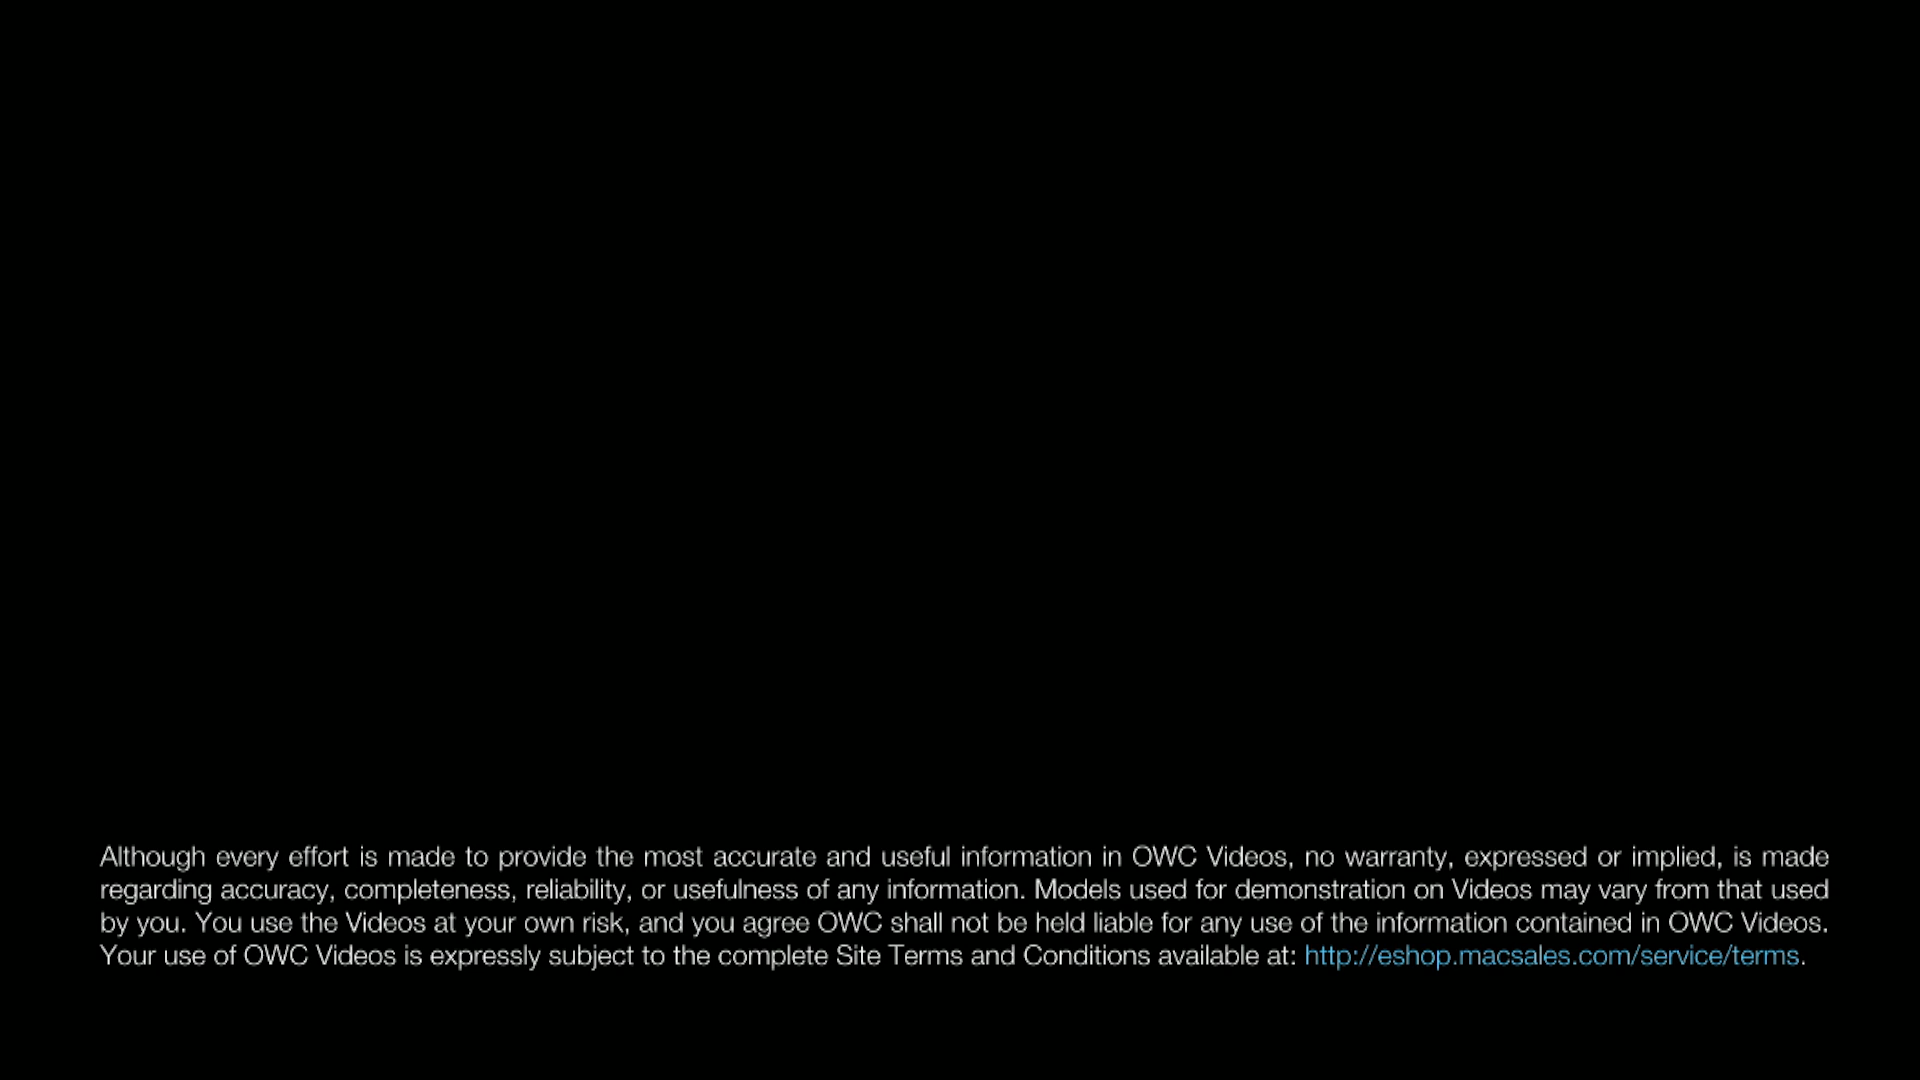 Although every effort is made to provide the most accurate and useful information in OWC Videos, no warranty, expressed or implied, is made
regarding accuracy, completeness, reliability, or usefulness of any information. Models used for demonstration on Videos may vary from that used
by you. You use the Videos at your own risk, and you agree OWC shall not be held liable for any use of the information contained in OWC Videos.
Your use of OWC Videos is expressly subject to the complete Site Terms and Conditions available at: http://eshop.macsales.com/service/terms.